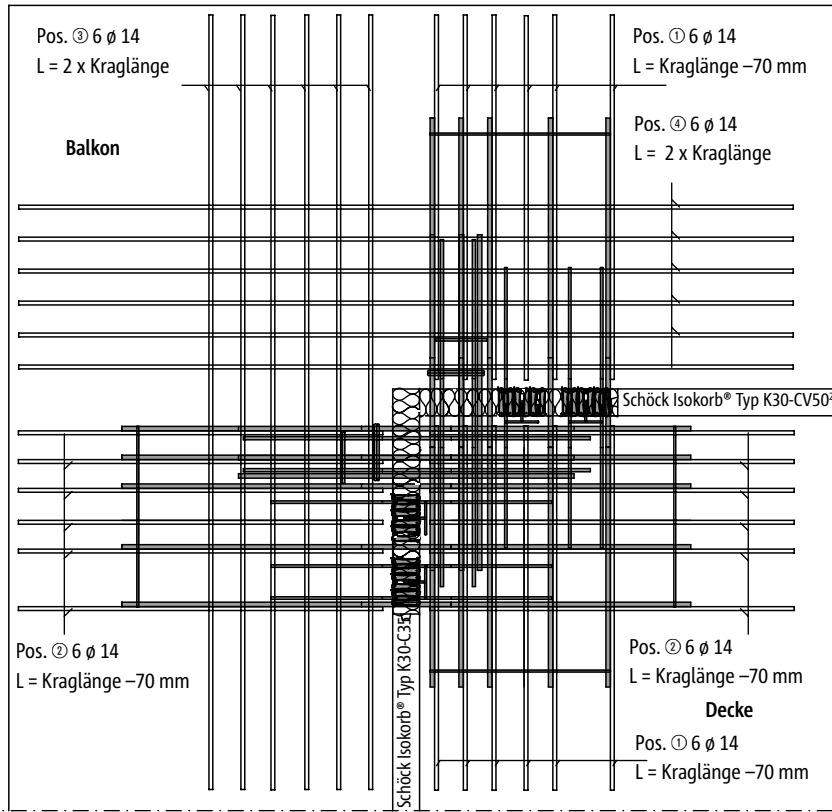 Pos. ③ 6 ø 14
L = 2 x Kraglänge
Pos. ① 6 ø 14
L = Kraglänge –70 mm
Pos. ④ 6 ø 14
L = 2 x Kraglänge
Balkon
Schöck Isokorb® Typ K30-CV50²
Schöck Isokorb® Typ K30-C35
Pos. ② 6 ø 14
L = Kraglänge –70 mm
Pos. ② 6 ø 14
L = Kraglänge –70 mm
Decke
Pos. ① 6 ø 14
L = Kraglänge –70 mm